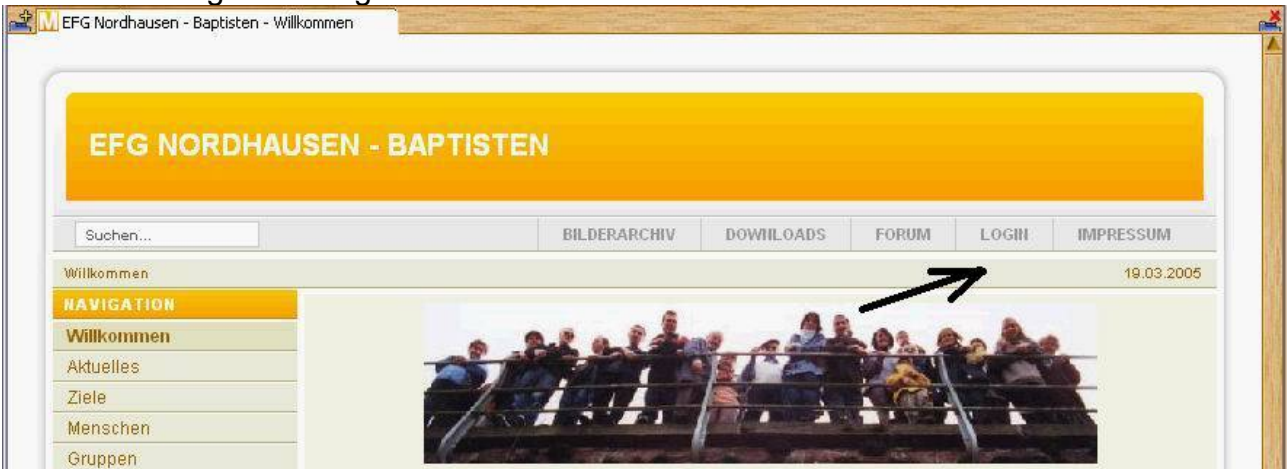 EFG Nordhausen - Baptisten - Willkommen
EFG NORDHAUSEN - BAPTISTEN
Suchen... BILDERARCHIV DOWNLOADS FORUM LOGIN IMPRESSUM
Willkommen 19.03.2005
NAVIGATION
Willkommen
Aktuelles
Ziele
Menschen
Gruppen